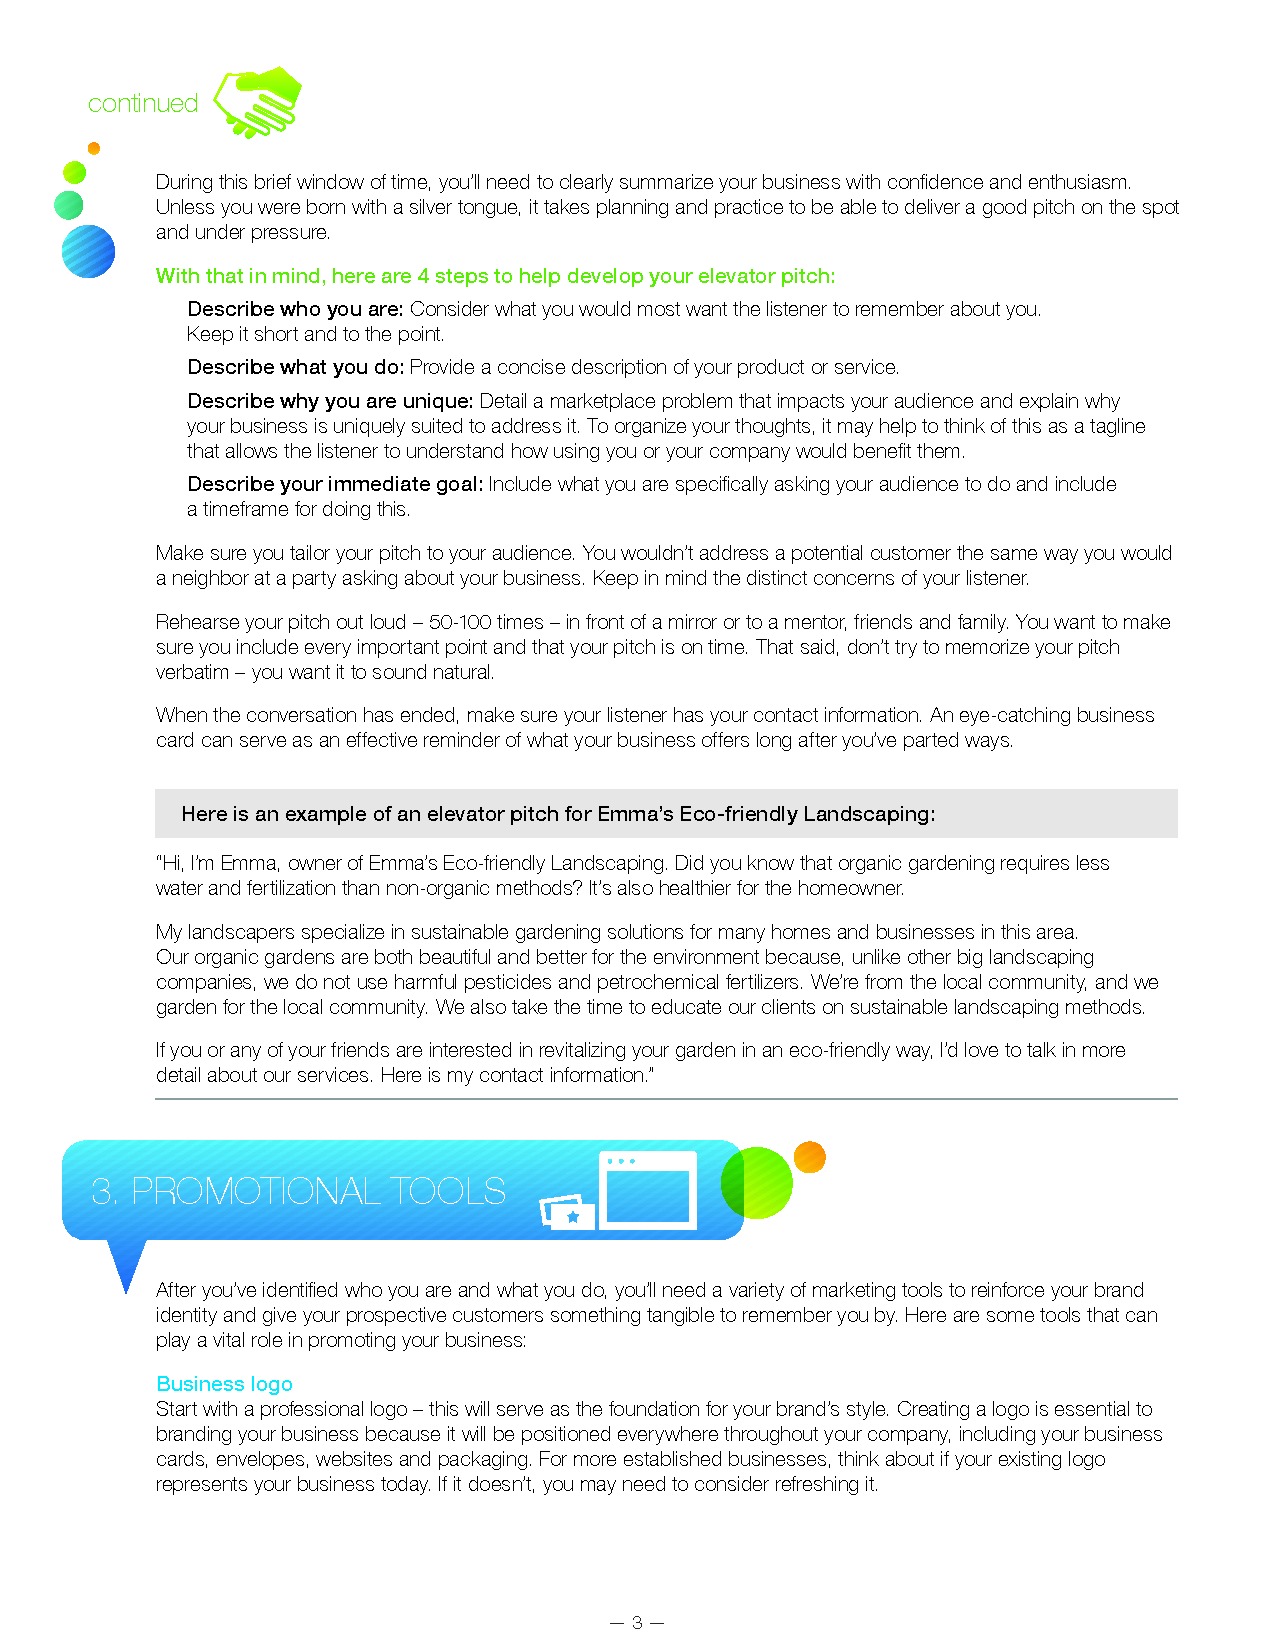 continued
During this brief window of time, you’ll need to clearly summarize your business with confidence and enthusiasm.
Unless you were born with a silver tongue, it takes planning and practice to be able to deliver a good pitch on the spot
and under pressure.
With that in mind, here are 4 steps to help develop your elevator pitch:
Describe who you are: Consider what you would most want the listener to remember about you.
Keep it short and to the point.
Describe what you do: Provide a concise description of your product or service.
Describe why you are unique: Detail a marketplace problem that impacts your audience and explain why
your business is uniquely suited to address it. To organize your thoughts, it may help to think of this as a tagline
that allows the listener to understand how using you or your company would benefit them.
Describe your immediate goal: Include what you are specifically asking your audience to do and include
a timeframe for doing this.
Make sure you tailor your pitch to your audience. You wouldn’t address a potential customer the same way you would
a neighbor at a party asking about your business. Keep in mind the distinct concerns of your listener.
Rehearse your pitch out loud – 50-100 times – in front of a mirror or to a mentor, friends and family. You want to make
sure you include every important point and that your pitch is on time. That said, don’t try to memorize your pitch
verbatim – you want it to sound natural.
When the conversation has ended, make sure your listener has your contact information. An eye-catching business
card can serve as an effective reminder of what your business offers long after you’ve parted ways.
Here is an example of an elevator pitch for Emma’s Eco-friendly Landscaping:
“Hi, I’m Emma, owner of Emma’s Eco-friendly Landscaping. Did you know that organic gardening requires less
water and fertilization than non-organic methods? It’s also healthier for the homeowner.
My landscapers specialize in sustainable gardening solutions for many homes and businesses in this area.
Our organic gardens are both beautiful and better for the environment because, unlike other big landscaping
companies, we do not use harmful pesticides and petrochemical fertilizers. We’re from the local community, and we
garden for the local community. We also take the time to educate our clients on sustainable landscaping methods.
If you or any of your friends are interested in revitalizing your garden in an eco-friendly way, I’d love to talk in more
detail about our services. Here is my contact information.”
3. PROMOTIONAL TOOLS
After you’ve identified who you are and what you do, you’ll need a variety of marketing tools to reinforce your brand
identity and give your prospective customers something tangible to remember you by. Here are some tools that can
play a vital role in promoting your business:
Business logo
Start with a professional logo – this will serve as the foundation for your brand’s style. Creating a logo is essential to
branding your business because it will be positioned everywhere throughout your company, including your business
cards, envelopes, websites and packaging. For more established businesses, think about if your existing logo
represents your business today. If it doesn’t, you may need to consider refreshing it.
— 3 —